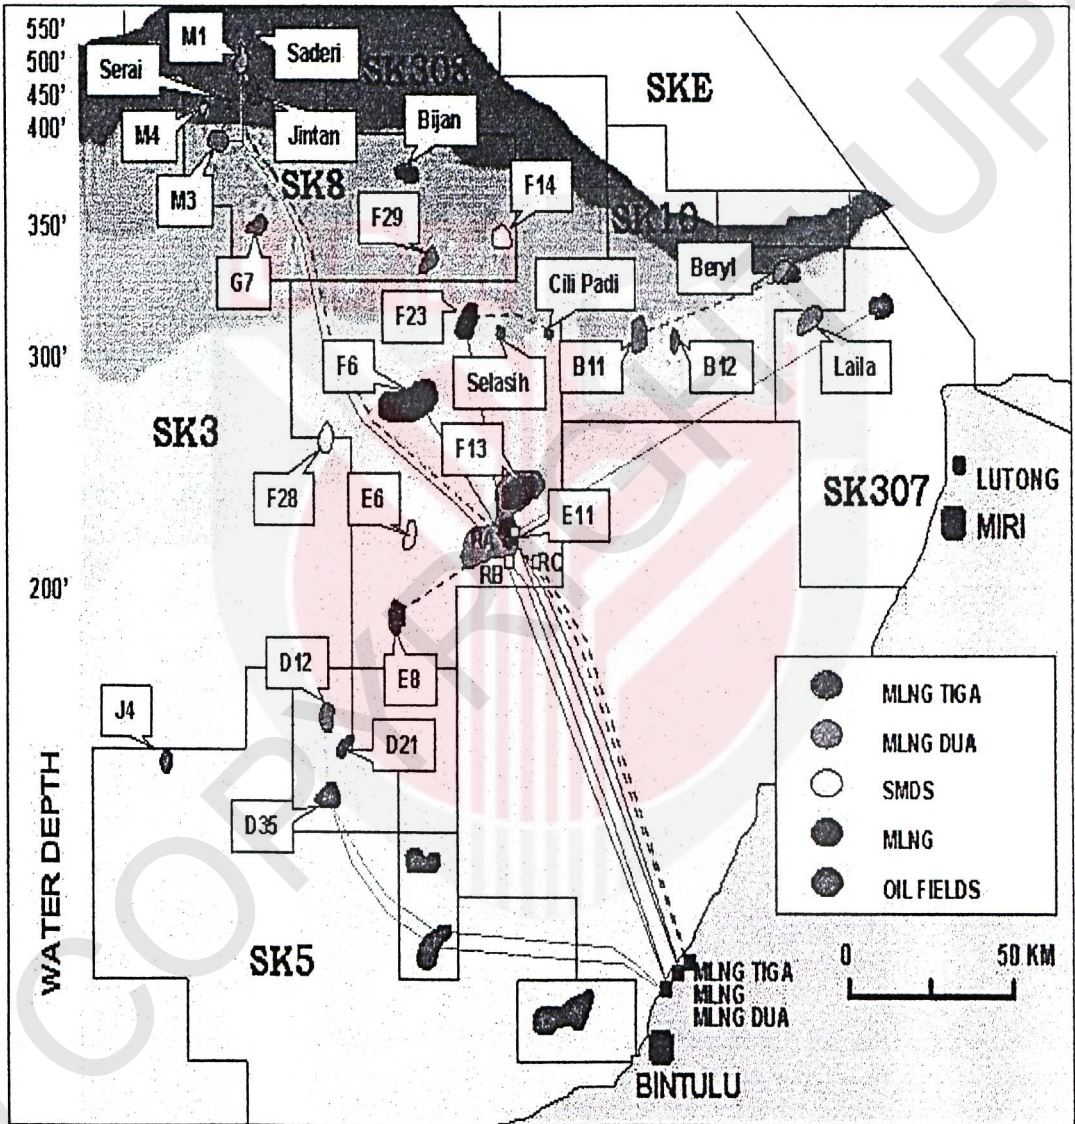 550'
500'
450'
400'
350'
300'
200'
WATER DEPTH
M1
Saderi
Serai
SK308
SKE
M4
Jintan
Bijan
M3
SK8
F14
F29
SK10
G7
Beryl
Cili Padi
F23
F6
Selasih
B11
B12
Laila
SK3
F13
F28
E6
E11
SK307
LUTONG
MIRI
RA
RB
RC
D12
E8
J4
D21
D35
MLNG TIGA
MLNG DUA
SMDS
MLNG
OIL FIELDS
SK5
0 50 KM
MLNG TIGA
MLNG
MLNG DUA
BINTULU
COPYRIGHT UP